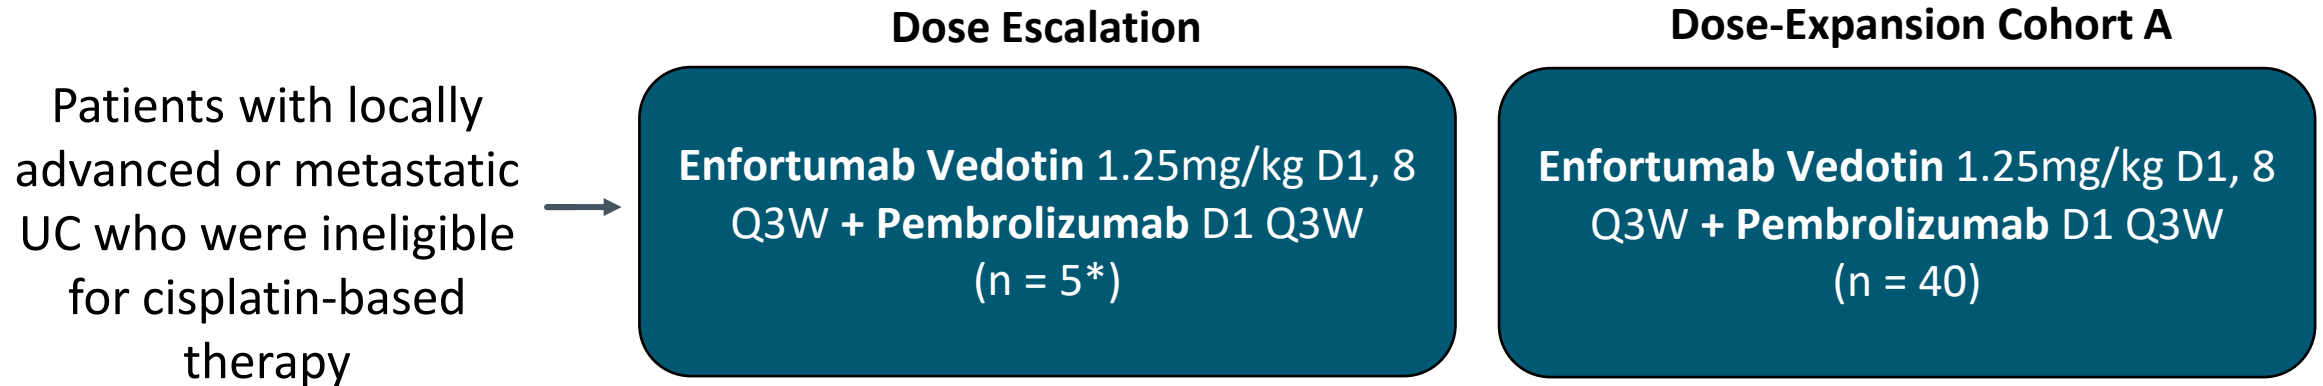 Patients with locally
advanced or metastatic
UC who were ineligible
for cisplatin-based
therapy
Dose Escalation
Enfortumab Vedotin 1.25mg/kg D1, 8
Q3W + Pembrolizumab D1 Q3W
(n = 5*)
Dose-Expansion Cohort A
Enfortumab Vedotin 1.25mg/kg D1, 8
Q3W + Pembrolizumab D1 Q3W
(n = 40)